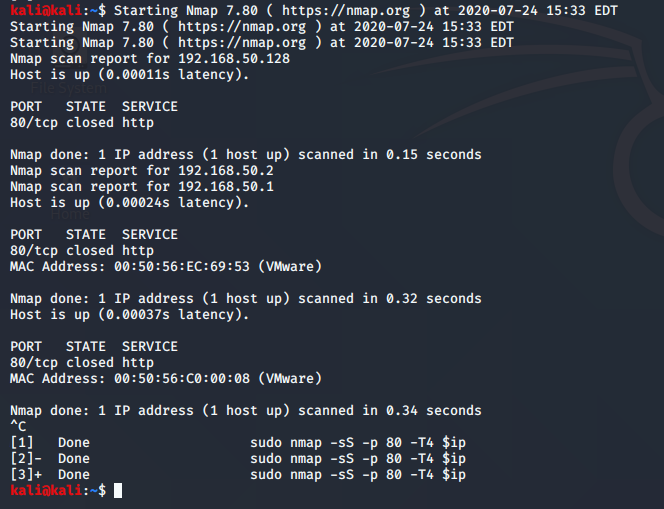 kali@kali:~$ Starting Nmap 7.80 ( https://nmap.org ) at 2020-07-24 15:33 EDT
Starting Nmap 7.80 ( https://nmap.org ) at 2020-07-24 15:33 EDT
Starting Nmap 7.80 ( https://nmap.org ) at 2020-07-24 15:33 EDT
Nmap scan report for 192.168.50.128
Host is up (0.00011s latency).
File System
PORT   STATE  SERVICE
80/tcp closed http
Nmap done: 1 IP address (1 host up) scanned in 0.15 seconds
Nmap scan report for 192.168.50.2
Nmap scan report for 192.168.50.1
Host is up (0.00024s latency).
Home
PORT   STATE  SERVICE
80/tcp closed http
MAC Address: 00:50:56:EC:69:53 (VMware)
Nmap done: 1 IP address (1 host up) scanned in 0.32 seconds
Host is up (0.00037s latency).
PORT   STATE  SERVICE
80/tcp closed http
MAC Address: 00:50:56:C0:00:08 (VMware)
Nmap done: 1 IP address (1 host up) scanned in 0.34 seconds
^C
[1]   Done                    sudo nmap -sS -p 80 -T4 $ip
[2]-  Done                    sudo nmap -sS -p 80 -T4 $ip
[3]+  Done                    sudo nmap -sS -p 80 -T4 $ip
kali@kali:~$